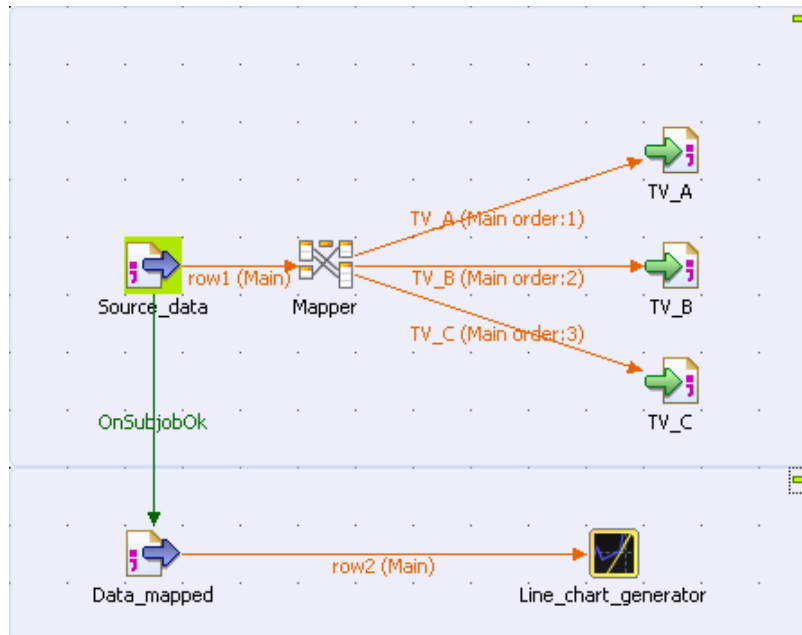 TV_A
TV_A (Main order:1)
row1 (Main)
TV_B (Main order:2)
Source_data
Mapper
TV_B
TV_C (Main order:3)
OnSubjobOk
TV_C
row2 (Main)
Data_mapped
Line_chart_generator